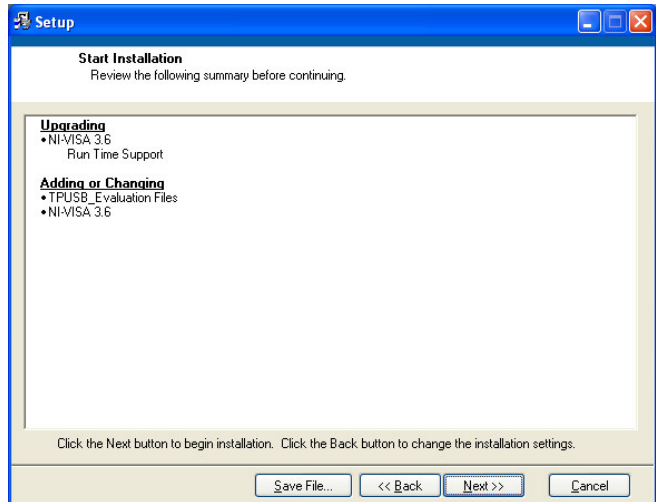 Setup
Start Installation
Review the following summary before continuing.
Upgrading
•NI-VISA 3.6
Run Time Support
Adding or Changing
•TPUSB_Evaluation Files
•NI-VISA 3.6
Click the Next button to begin installation. Click the Back button to change the installation settings.
Save File... << Back Next >> Cancel